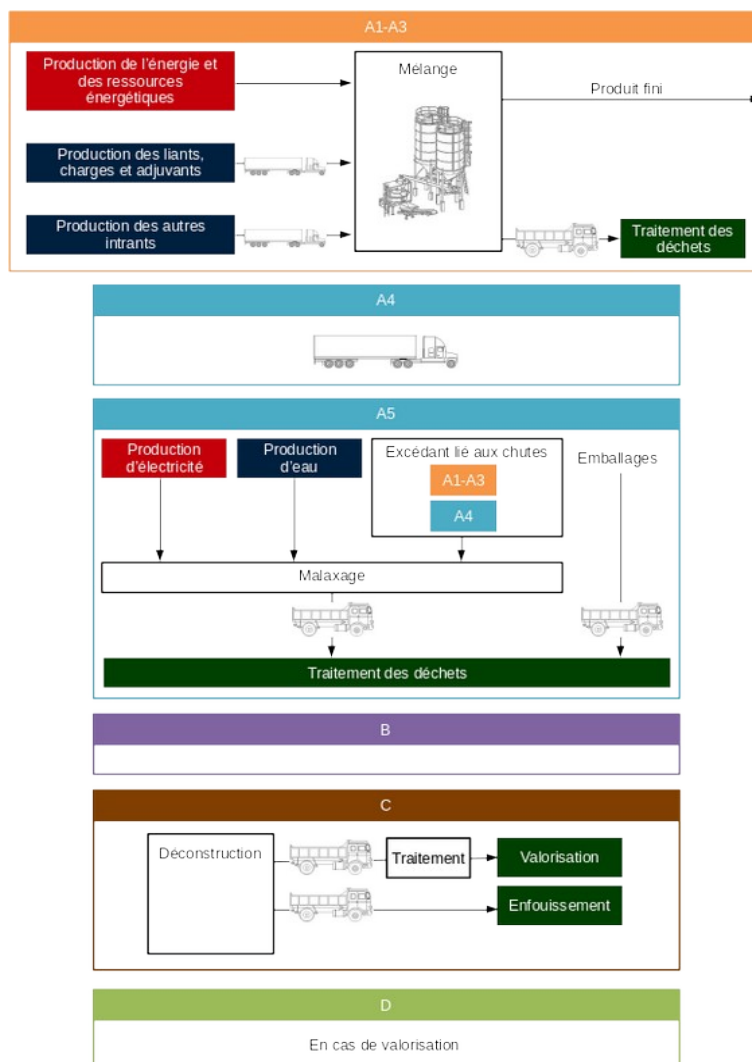 A1-A3
Production de l'énergie et
des ressources
énergétiques
Mélange
Produit fini
Production des liants,
charges et adjuvants
Production des autres
intrants
Traitement des
déchets
A4
A5
Production
d'électricité
Production
d'eau
Excédant lié aux chutes
A1-A3
A4
Emballages
Malaxage
Traitement des déchets
B
C
Déconstruction
Traitement
Valorisation
Enfouissement
D
En cas de valorisation